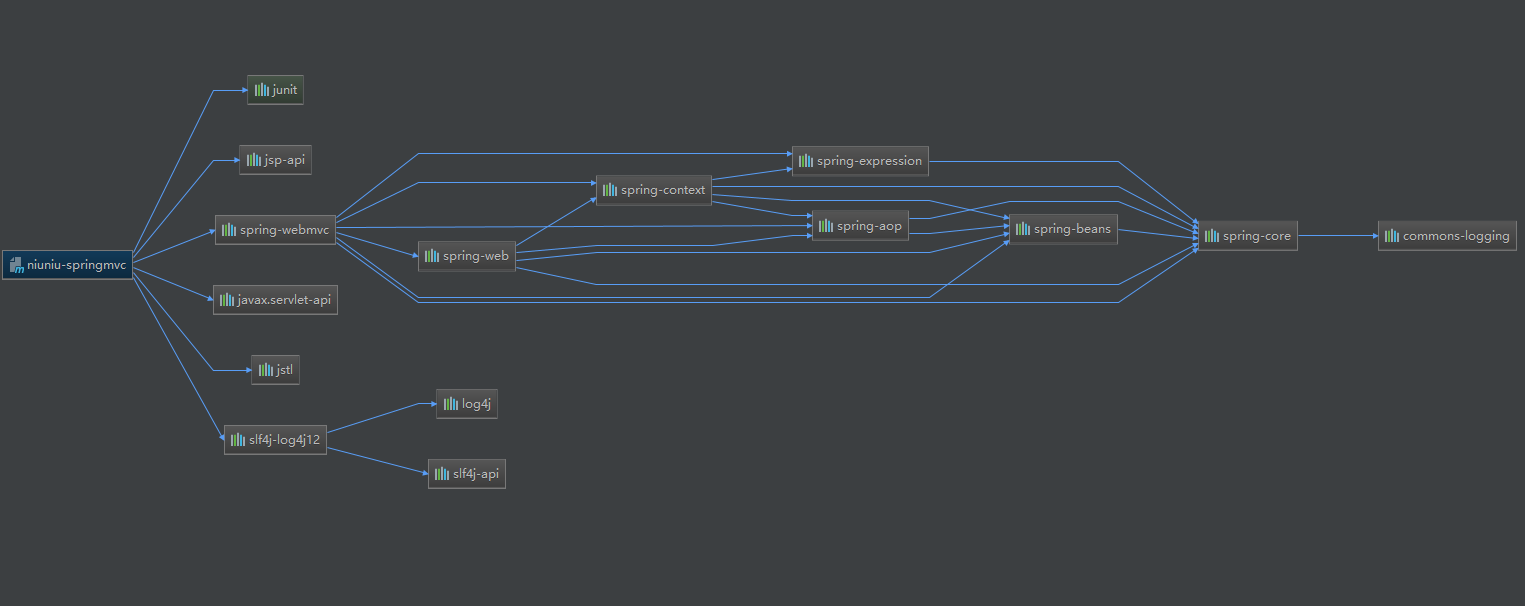 junit
jsp-api
spring-expression
spring-context
spring-aop
spring-webmvc
spring-beans
spring-core
commons-logging
spring-web
niuniu-springmvc
javax.servlet-api
jstl
log4j
slf4j-log4j12
slf4j-api